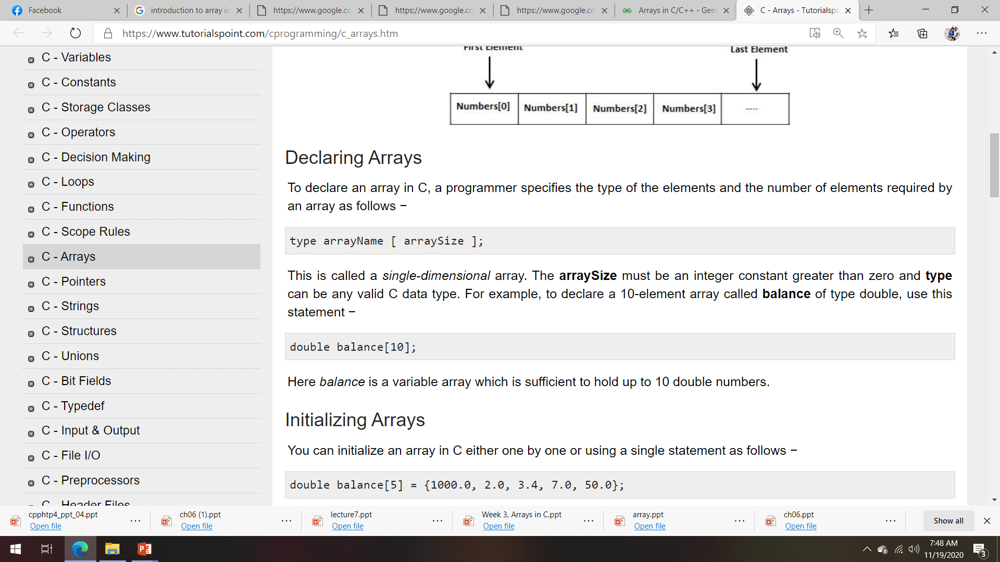 Facebook
introduction to array in
https://www.google.co
https://www.google.co
https://www.google.co
Arrays in C/C++ - Geek
C - Arrays - Tutorialspo
https://www.tutorialspoint.com/cprogramming/c_arrays.htm
C - Variables
C - Constants
C - Storage Classes
C - Operators
C - Decision Making
C - Loops
C - Functions
C - Scope Rules
C - Arrays
C - Pointers
C - Strings
C - Structures
C - Unions
C - Bit Fields
C - Typedef
C - Input & Output
C - File I/O
C - Preprocessors
C - Header Files
First Element
Last Element
Numbers[0] Numbers[1] Numbers[2] Numbers[3] .....
Declaring Arrays
To declare an array in C, a programmer specifies the type of the elements and the number of elements required by
an array as follows −
type arrayName [ arraySize ];
This is called a single-dimensional array. The arraySize must be an integer constant greater than zero and type
can be any valid C data type. For example, to declare a 10-element array called balance of type double, use this
statement −
double balance[10];
Here balance is a variable array which is sufficient to hold up to 10 double numbers.
Initializing Arrays
You can initialize an array in C either one by one or using a single statement as follows −
double balance[5] = {1000.0, 2.0, 3.4, 7.0, 50.0};
cpphtp4_ppt_04.ppt
Open file
ch06 (1).ppt
Open file
lecture7.ppt
Open file
Week 3, Arrays in C.ppt
Open file
array.ppt
Open file
ch06.ppt
Open file
Show all
7:48 AM
11/19/2020
3